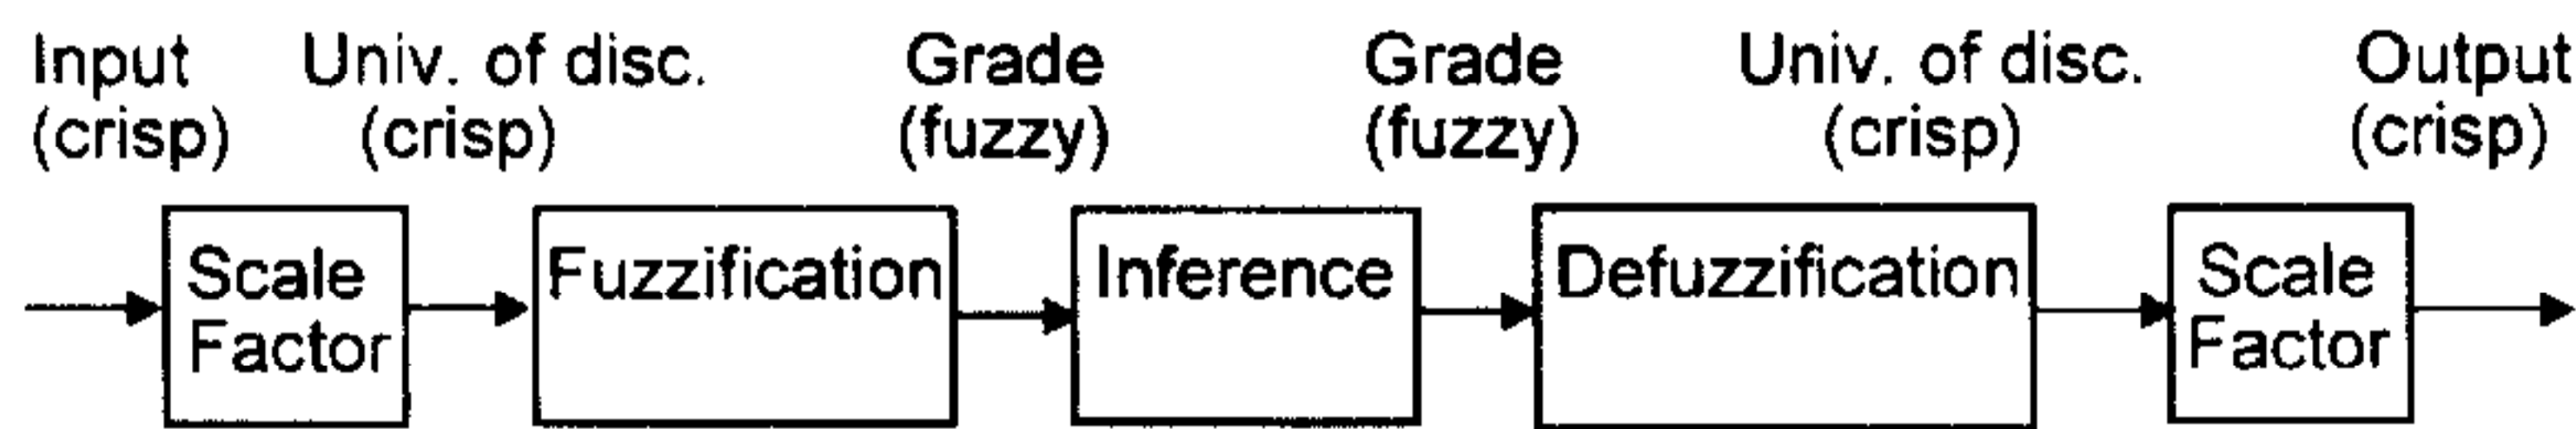 Input Univ. of disc. Grade Grade Univ. of disc. Output
(crisp) (crisp) (fuzzy) (fuzzy) (crisp) (crisp)
Scale Fuzzification Inference Defuzzification Scale
Factor Factor